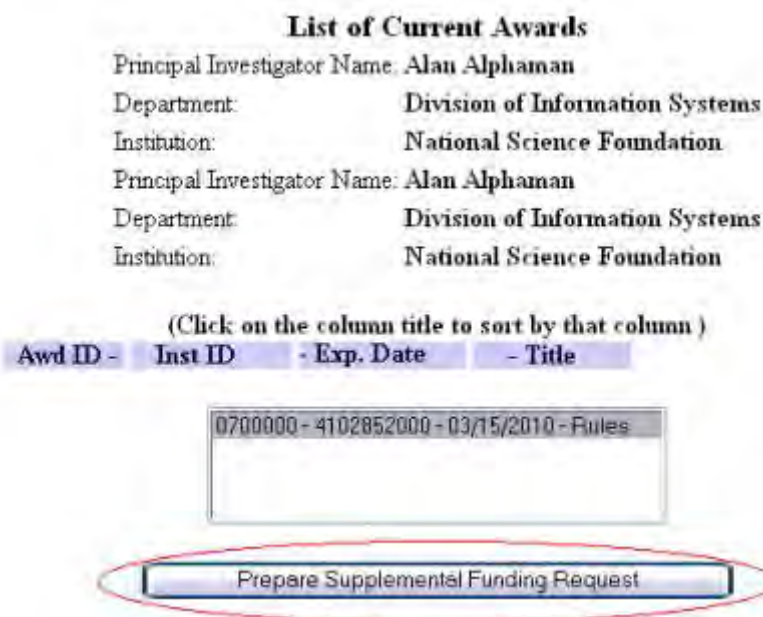 List of Current Awards
Principal Investigator Name: Alan Alphaman
Department: Division of Information Systems
Institution: National Science Foundation
Principal Investigator Name: Alan Alphaman
Department: Division of Information Systems
Institution: National Science Foundation
(Click on the column title to sort by that column )
Awd ID - Inst ID - Exp. Date - Title
0700000 - 4102852000 - 03/15/2010 - Rules
Prepare Supplemental Funding Request